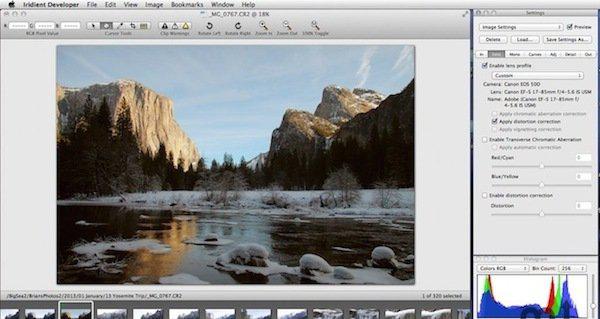 Iridient Developer File Edit View Image Bookmarks Window Help
_MG_0767.CR2 @ 18%
RGB Pixel Value Cursor Tools Clip Warnings Rotate Left Rotate Right Zoom In Zoom Out 100% Toggle
Settings
Image Settings Preview
Delete Load... Save Settings As...
In Mono Curves Adj Detail Out
Enable lens profile
Custom
Camera: Canon EOS 50D
Lens: Canon EF-S 17-85mm f/4-5.6 IS USM
Name: Adobe (Canon EF-S 17-85mm f/4-5.6 IS USM)
Apply chromatic aberration correction
Apply distortion correction
Apply vignetting correction
Enable Transverse Chromatic Aberration
Apply automatic correction
Red/Cyan 0
Blue/Yellow 0
Enable distortion correction
Distortion 0
/BigSea2/BriansPhotos2/2013/01 January/13 Yosemite Trip/_MG_0767.CR2 1 of 320 selected
Histogram
Colors RGB Bin Count: 256